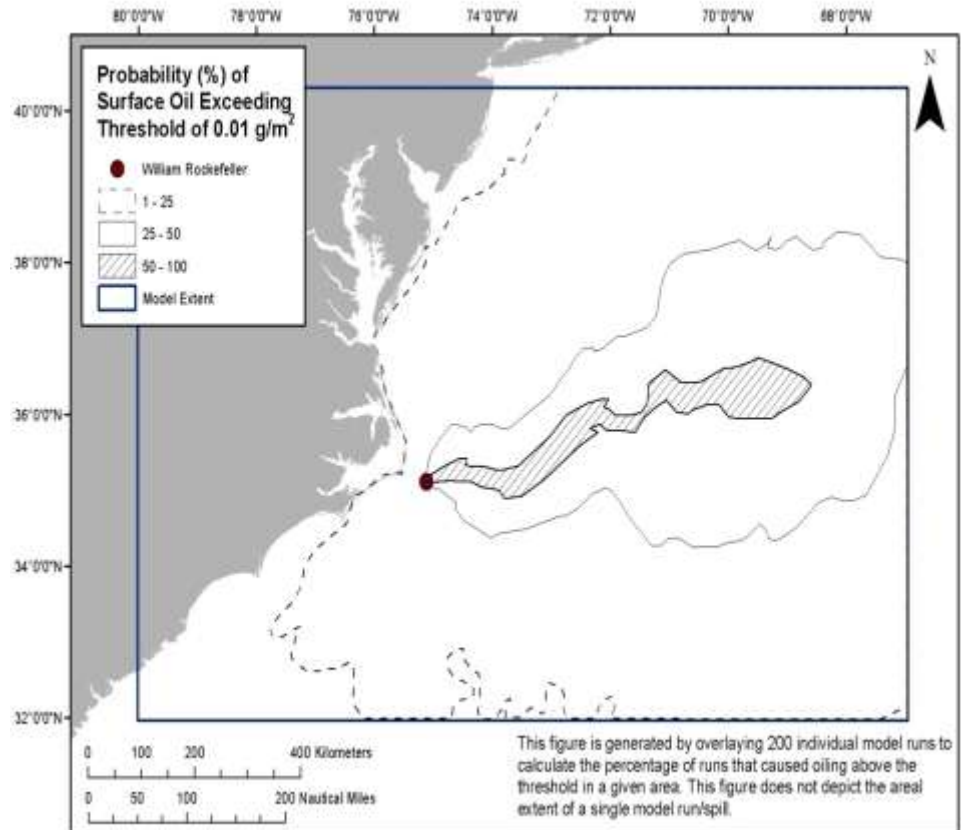 80°0'0"W 78°0'0"W 76°0'0"W 74°0'0"W 72°0'0"W 70°0'0"W 68°0'0"W
N
Probability (%) of
Surface Oil Exceeding
Threshold of 0.01 g/m²
William Rockefeller
1 - 25
25 - 50
50 - 100
Model Extent
40°0'0"N
38°0'0"N
36°0'0"N
34°0'0"N
32°0'0"N
0 100 200 400 Kilometers
0 50 100 200 Nautical Miles
This figure is generated by overlaying 200 individual model runs to
calculate the percentage of runs that caused oiling above the
threshold in a given area. This figure does not depict the areal
extent of a single model run/spill.